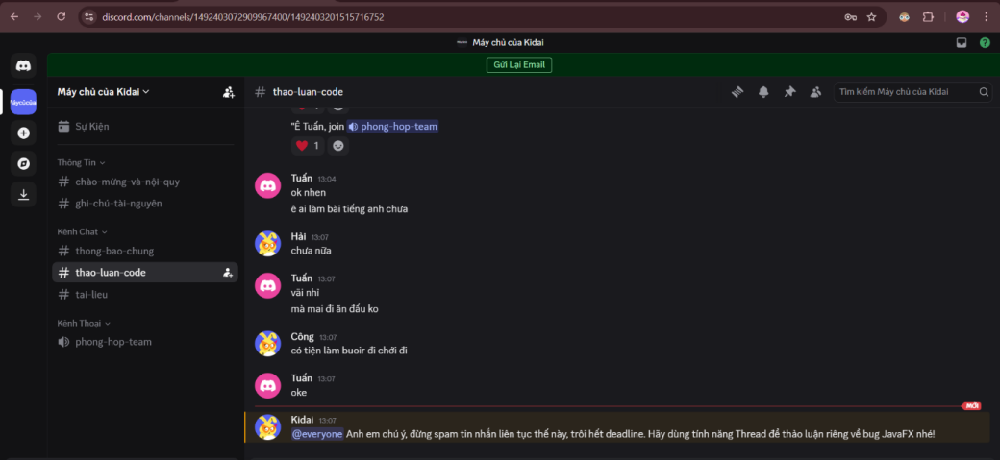 discord.com/channels/1492403072909967400/1492403201515716752
Máy chủ của Kidai
Gửi Lại Email
Máy chủ của Kidai
# thao-luan-code
Tìm kiếm Máy chủ của Kidai
Sự Kiện
Thông Tin
# chào-mừng-và-nội-quy
# ghi-chú-tài-nguyên
Kênh Chat
# thong-bao-chung
# thao-luan-code
# tai-lieu
Kênh Thoại
phong-hop-team
"Ê Tuấn, join phong-hop-team
1
Tuấn 13:04
ok nhen
ê ai làm bài tiếng anh chưa
Hải 13:07
chưa nữa
Tuấn 13:07
vãi nhỉ
mà mai đi ăn đấu ko
Công 13:07
có tiện làm buoir đi chới đi
Tuấn 13:07
oke
MỚI
Kidai 13:07
@everyone Anh em chú ý, đừng spam tin nhắn liên tục thế này, trôi hết deadline. Hãy dùng tính năng Thread để thảo luận riêng về bug JavaFX nhé!